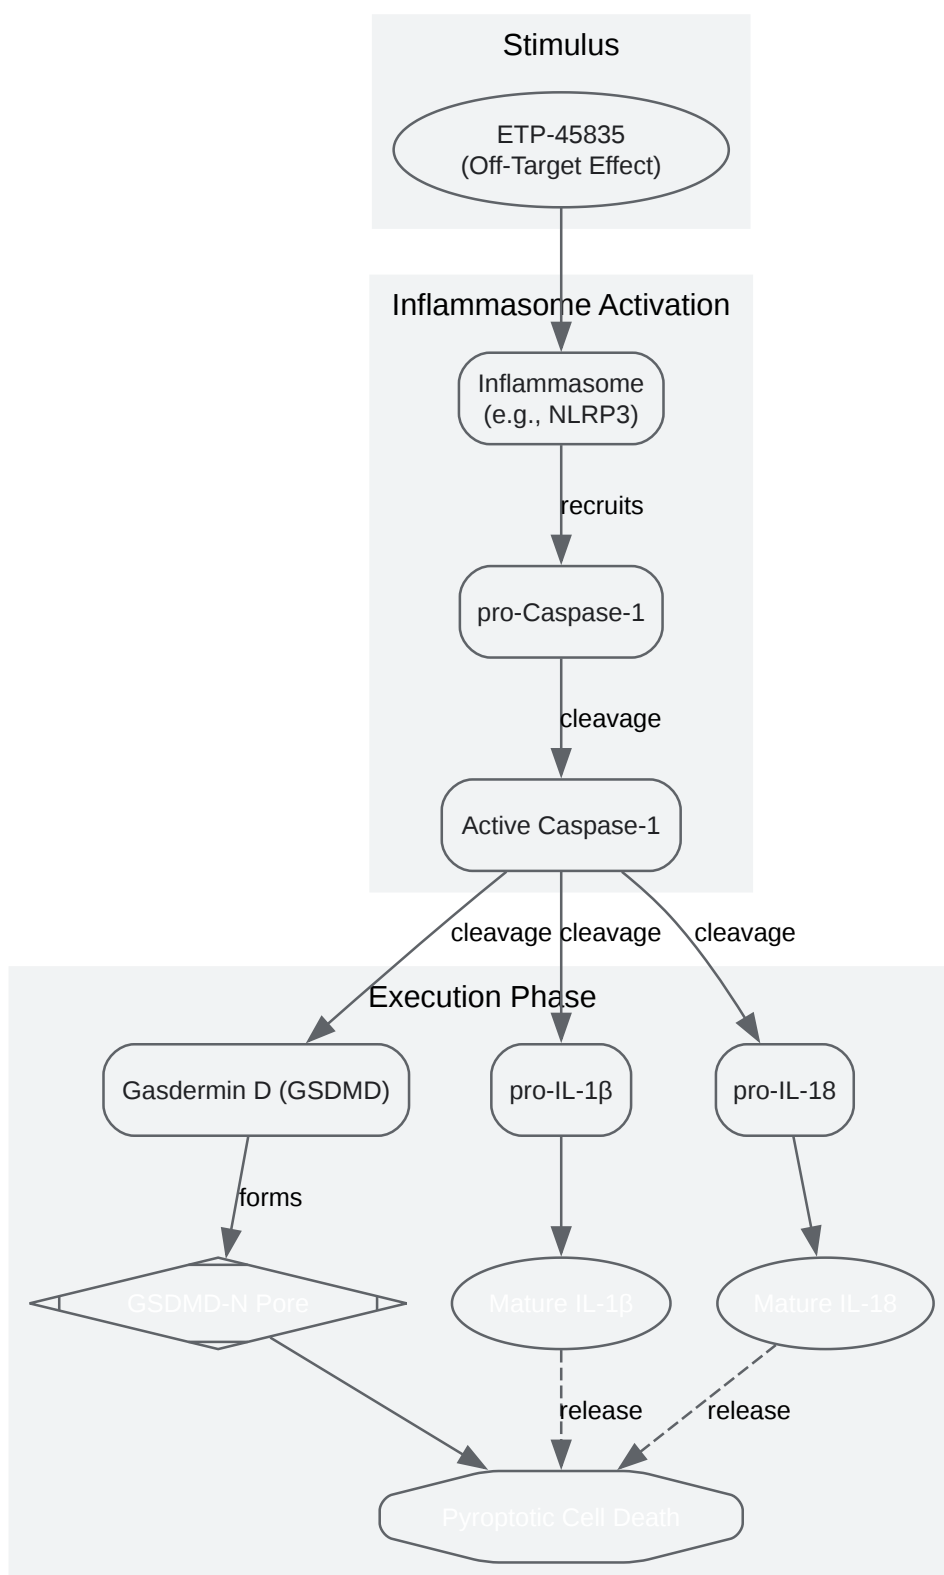 Stimulus
ETP-45835
(Off-Target Effect)
Inflammasome Activation
Inflammasome
(e.g., NLRP3)
recruits
pro-Caspase-1
cleavage
Active Caspase-1
cleavage cleavage cleavage
Execution Phase
Gasdermin D (GSDMD) pro-IL-1β pro-IL-18
forms
GSDMD-N Pore Mature IL-1β Mature IL-18
release release
Pyroptotic Cell Death